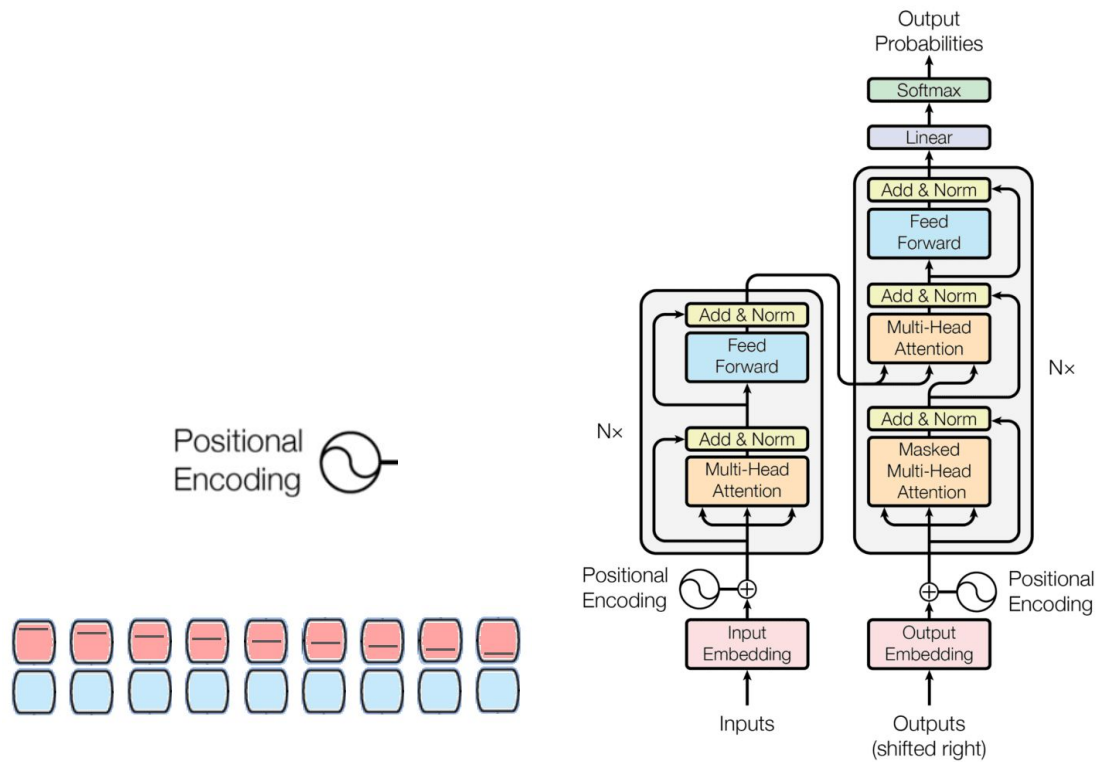 Positional
Encoding
Output
Probabilities
Softmax
Linear
Add & Norm
Feed
Forward
Add & Norm
Multi-Head
Attention
Add & Norm
Masked
Multi-Head
Attention
N×
Add & Norm
Feed
Forward
N×
Add & Norm
Multi-Head
Attention
Positional
Encoding
Positional
Encoding
Input
Embedding
Output
Embedding
Inputs
Outputs
(shifted right)